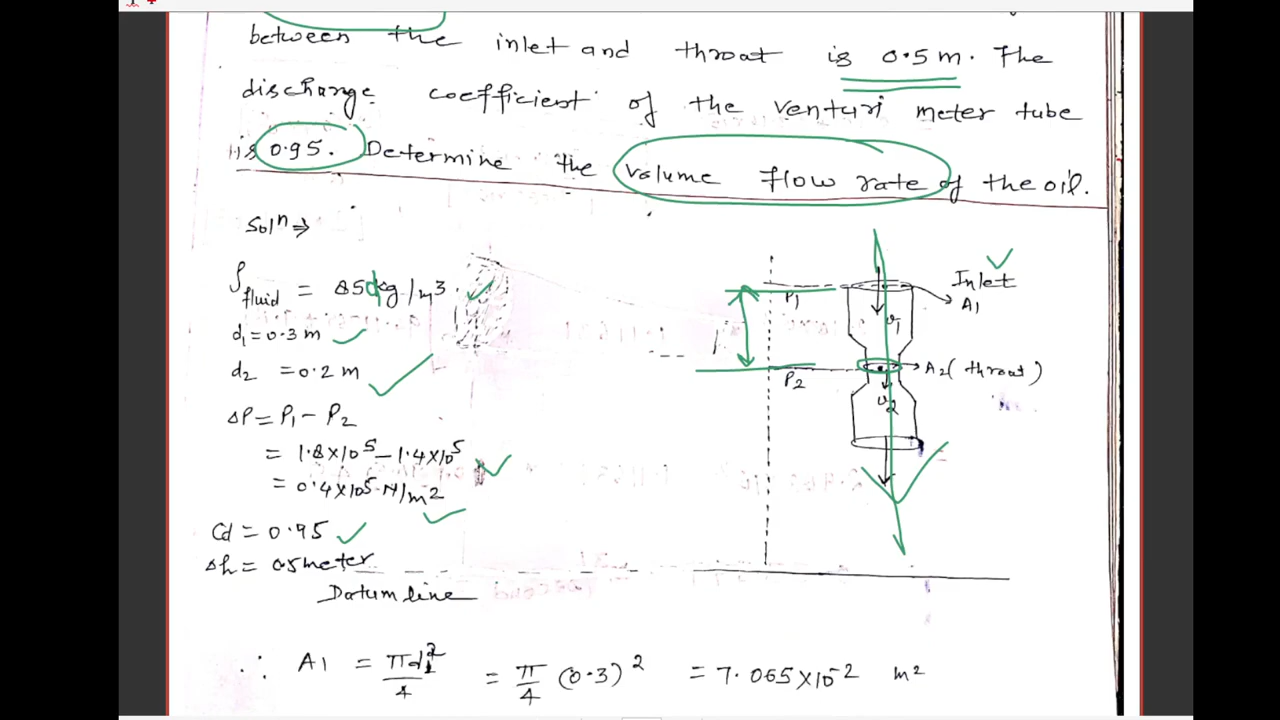 between the inlet and throat is 0.5 m. The
discharge coefficient of the venturi meter tube
is 0.95. Determine the volume flow rate of the oil.
Solⁿ ⇒
ρfluid = 850 kg/m³
d1 = 0.3 m
d2 = 0.2 m
ΔP = P1 - P2
= 1.8×10⁵ - 1.4×10⁵
= 0.4×10⁵ N/m²
Cd = 0.95
Δh = 0.5 meter
Datum line
Inlet
A1
P1
v1
P2
A2 (throat)
v2
∴ A1 = πd1²/4 = π/4 (0.3)² = 7.065×10⁻² m²